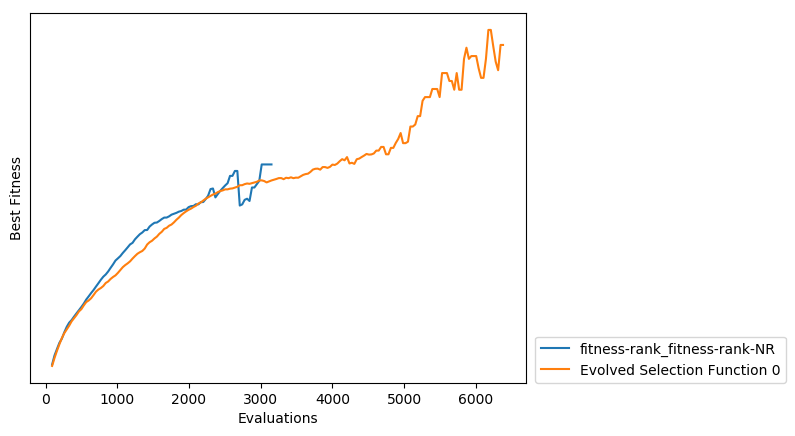 Best Fitness
0
1000
2000
3000
4000
5000
6000
Evaluations
fitness-rank_fitness-rank-NR
Evolved Selection Function 0